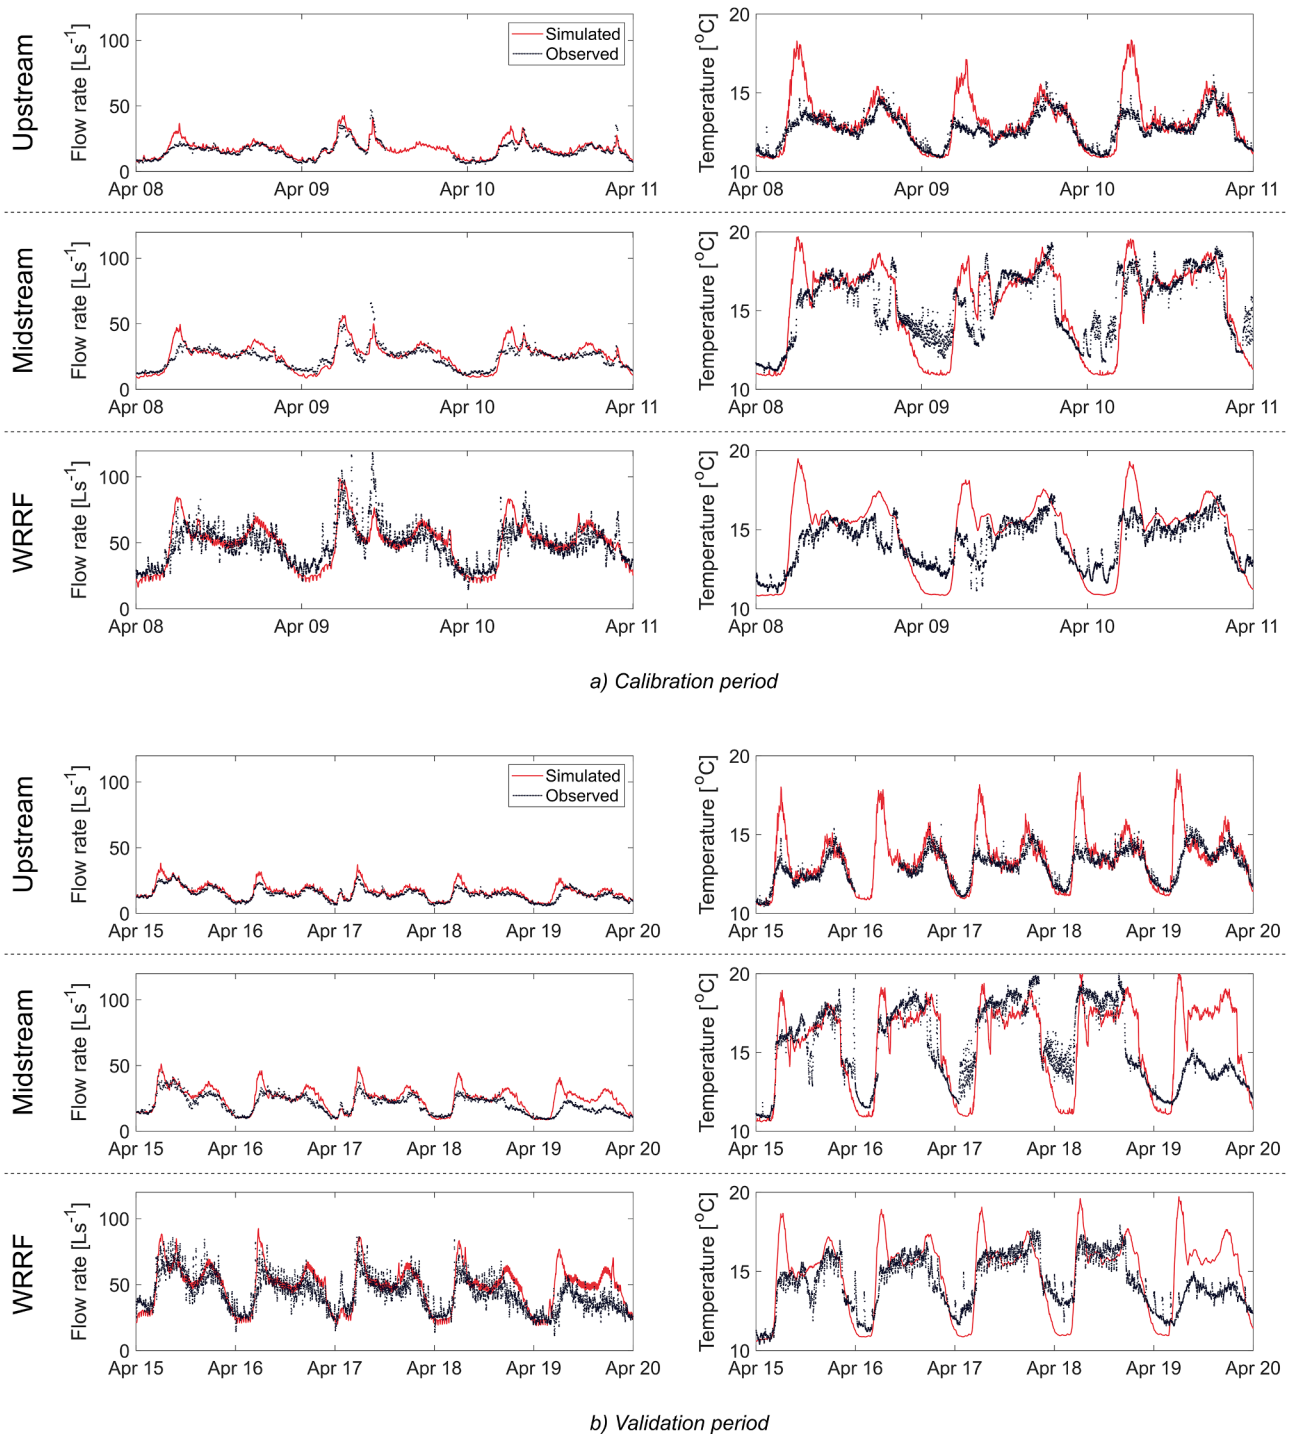 Upstream
Flow rate [Ls⁻¹]
100
50
0
Simulated
Observed
Apr 08 Apr 09 Apr 10 Apr 11
Temperature [°C]
20
15
10
Apr 08 Apr 09 Apr 10 Apr 11
Midstream
Flow rate [Ls⁻¹]
100
50
0
Apr 08 Apr 09 Apr 10 Apr 11
Temperature [°C]
20
15
10
Apr 08 Apr 09 Apr 10 Apr 11
WRRF
Flow rate [Ls⁻¹]
100
50
0
Apr 08 Apr 09 Apr 10 Apr 11
Temperature [°C]
20
15
10
Apr 08 Apr 09 Apr 10 Apr 11
a) Calibration period
Upstream
Flow rate [Ls⁻¹]
100
50
0
Simulated
Observed
Apr 15 Apr 16 Apr 17 Apr 18 Apr 19 Apr 20
Temperature [°C]
20
15
10
Apr 15 Apr 16 Apr 17 Apr 18 Apr 19 Apr 20
Midstream
Flow rate [Ls⁻¹]
100
50
0
Apr 15 Apr 16 Apr 17 Apr 18 Apr 19 Apr 20
Temperature [°C]
20
15
10
Apr 15 Apr 16 Apr 17 Apr 18 Apr 19 Apr 20
WRRF
Flow rate [Ls⁻¹]
100
50
0
Apr 15 Apr 16 Apr 17 Apr 18 Apr 19 Apr 20
Temperature [°C]
20
15
10
Apr 15 Apr 16 Apr 17 Apr 18 Apr 19 Apr 20
b) Validation period